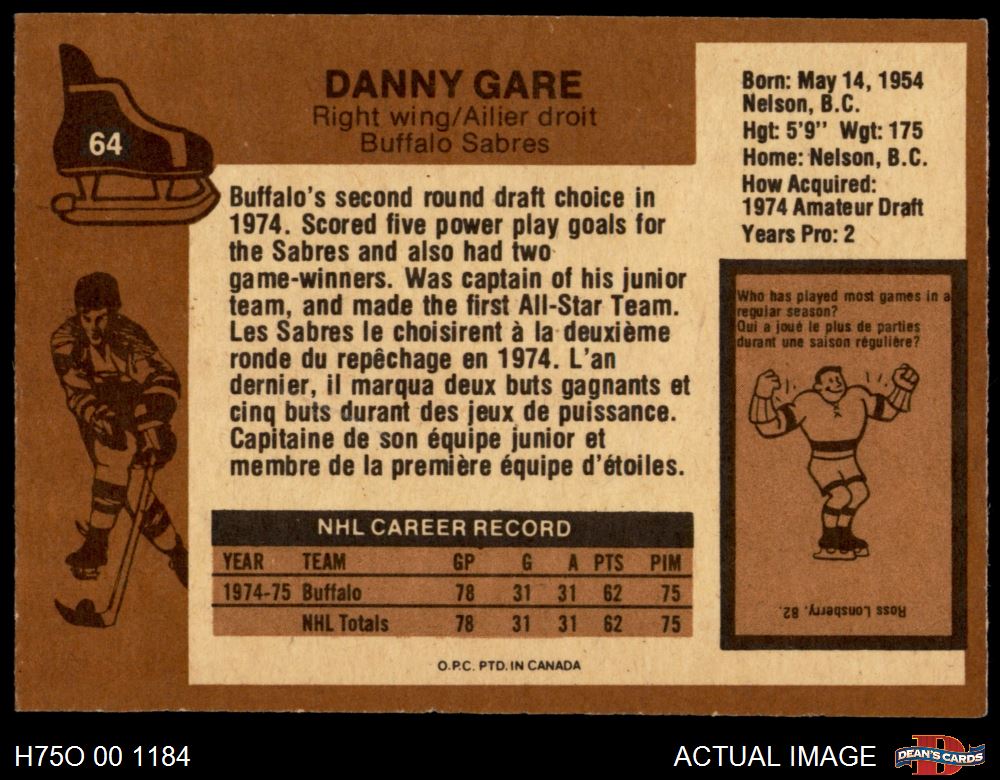 64
DANNY GARE
Right wing/Ailier droit
Buffalo Sabres
Born: May 14, 1954
Nelson, B.C.
Hgt: 5'9" Wgt: 175
Home: Nelson, B.C.
How Acquired:
1974 Amateur Draft
Years Pro: 2
Buffalo's second round draft choice in
1974. Scored five power play goals for
the Sabres and also had two
game-winners. Was captain of his junior
team, and made the first All-Star Team.
Les Sabres le choisirent à la deuxième
ronde du repêchage en 1974. L'an
dernier, il marqua deux buts gagnants et
cinq buts durant des jeux de puissance.
Capitaine de son équipe junior et
membre de la première équipe d'étoiles.
Who has played most games in a
regular season?
Qui a joué le plus de parties
durant une saison régulière?
Ross Lonsberry, 82.
NHL CAREER RECORD
YEAR TEAM GP G A PTS PIM
1974-75 Buffalo 78 31 31 62 75
NHL Totals 78 31 31 62 75
O.P.C. PTD. IN CANADA
H75O 00 1184
ACTUAL IMAGE
D
DEAN'S CARDS